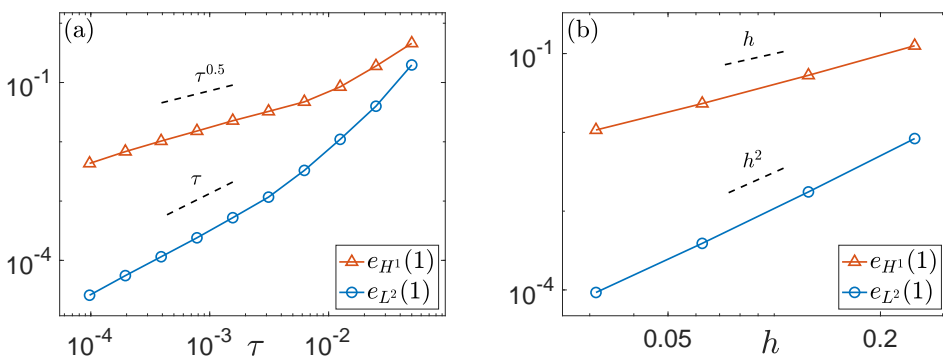 (a)
10^{-1}
10^{-4}
τ^{0.5}
τ
e_{H^1}(1)
e_{L^2}(1)
10^{-4}
10^{-3}
10^{-2}
τ
(b)
10^{-1}
10^{-4}
h
h^2
e_{H^1}(1)
e_{L^2}(1)
0.05
0.2
h